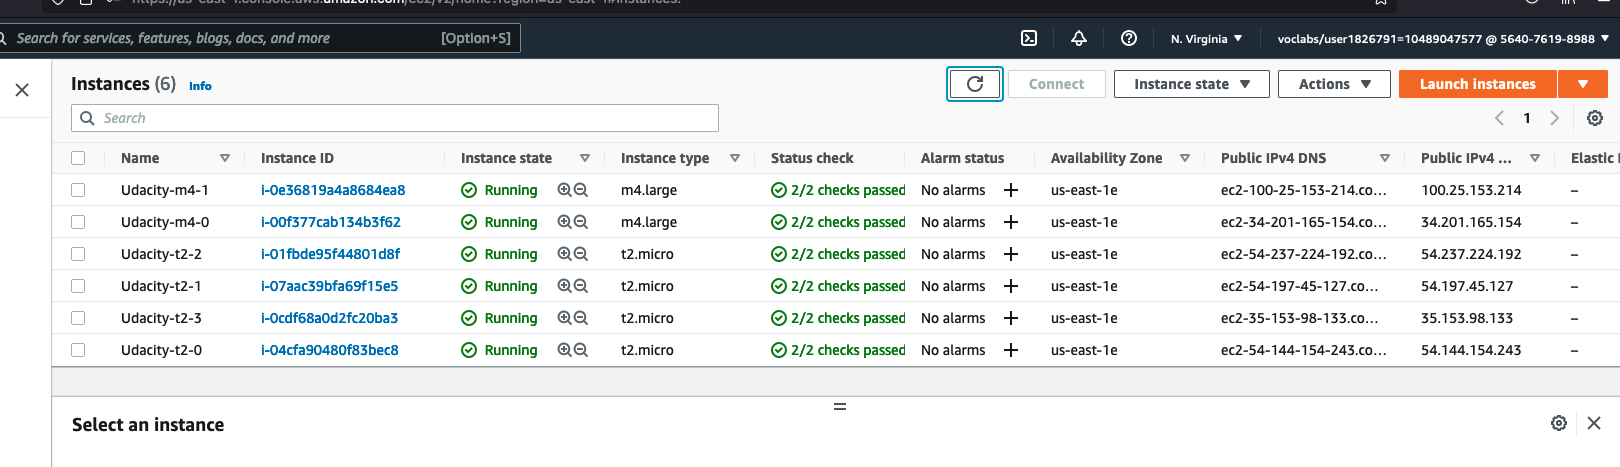 Search for services, features, blogs, docs, and more [Option+S] N. Virginia voclabs/user1826791=10489047577 @ 5640-7619-8988
Instances (6) Info Connect Instance state Actions Launch instances
Search 1
Name Instance ID Instance state Instance type Status check Alarm status Availability Zone Public IPv4 DNS Public IPv4 ... Elastic
Udacity-m4-1 i-0e36819a4a8684ea8 Running m4.large 2/2 checks passed No alarms us-east-1e ec2-100-25-153-214.co... 100.25.153.214 –
Udacity-m4-0 i-00f377cab134b3f62 Running m4.large 2/2 checks passed No alarms us-east-1e ec2-34-201-165-154.co... 34.201.165.154 –
Udacity-t2-2 i-01fbde95f44801d8f Running t2.micro 2/2 checks passed No alarms us-east-1e ec2-54-237-224-192.co... 54.237.224.192 –
Udacity-t2-1 i-07aac39bfa69f15e5 Running t2.micro 2/2 checks passed No alarms us-east-1e ec2-54-197-45-127.co... 54.197.45.127 –
Udacity-t2-3 i-0cdf68a0d2fc20ba3 Running t2.micro 2/2 checks passed No alarms us-east-1e ec2-35-153-98-133.co... 35.153.98.133 –
Udacity-t2-0 i-04cfa90480f83bec8 Running t2.micro 2/2 checks passed No alarms us-east-1e ec2-54-144-154-243.co... 54.144.154.243 –
Select an instance